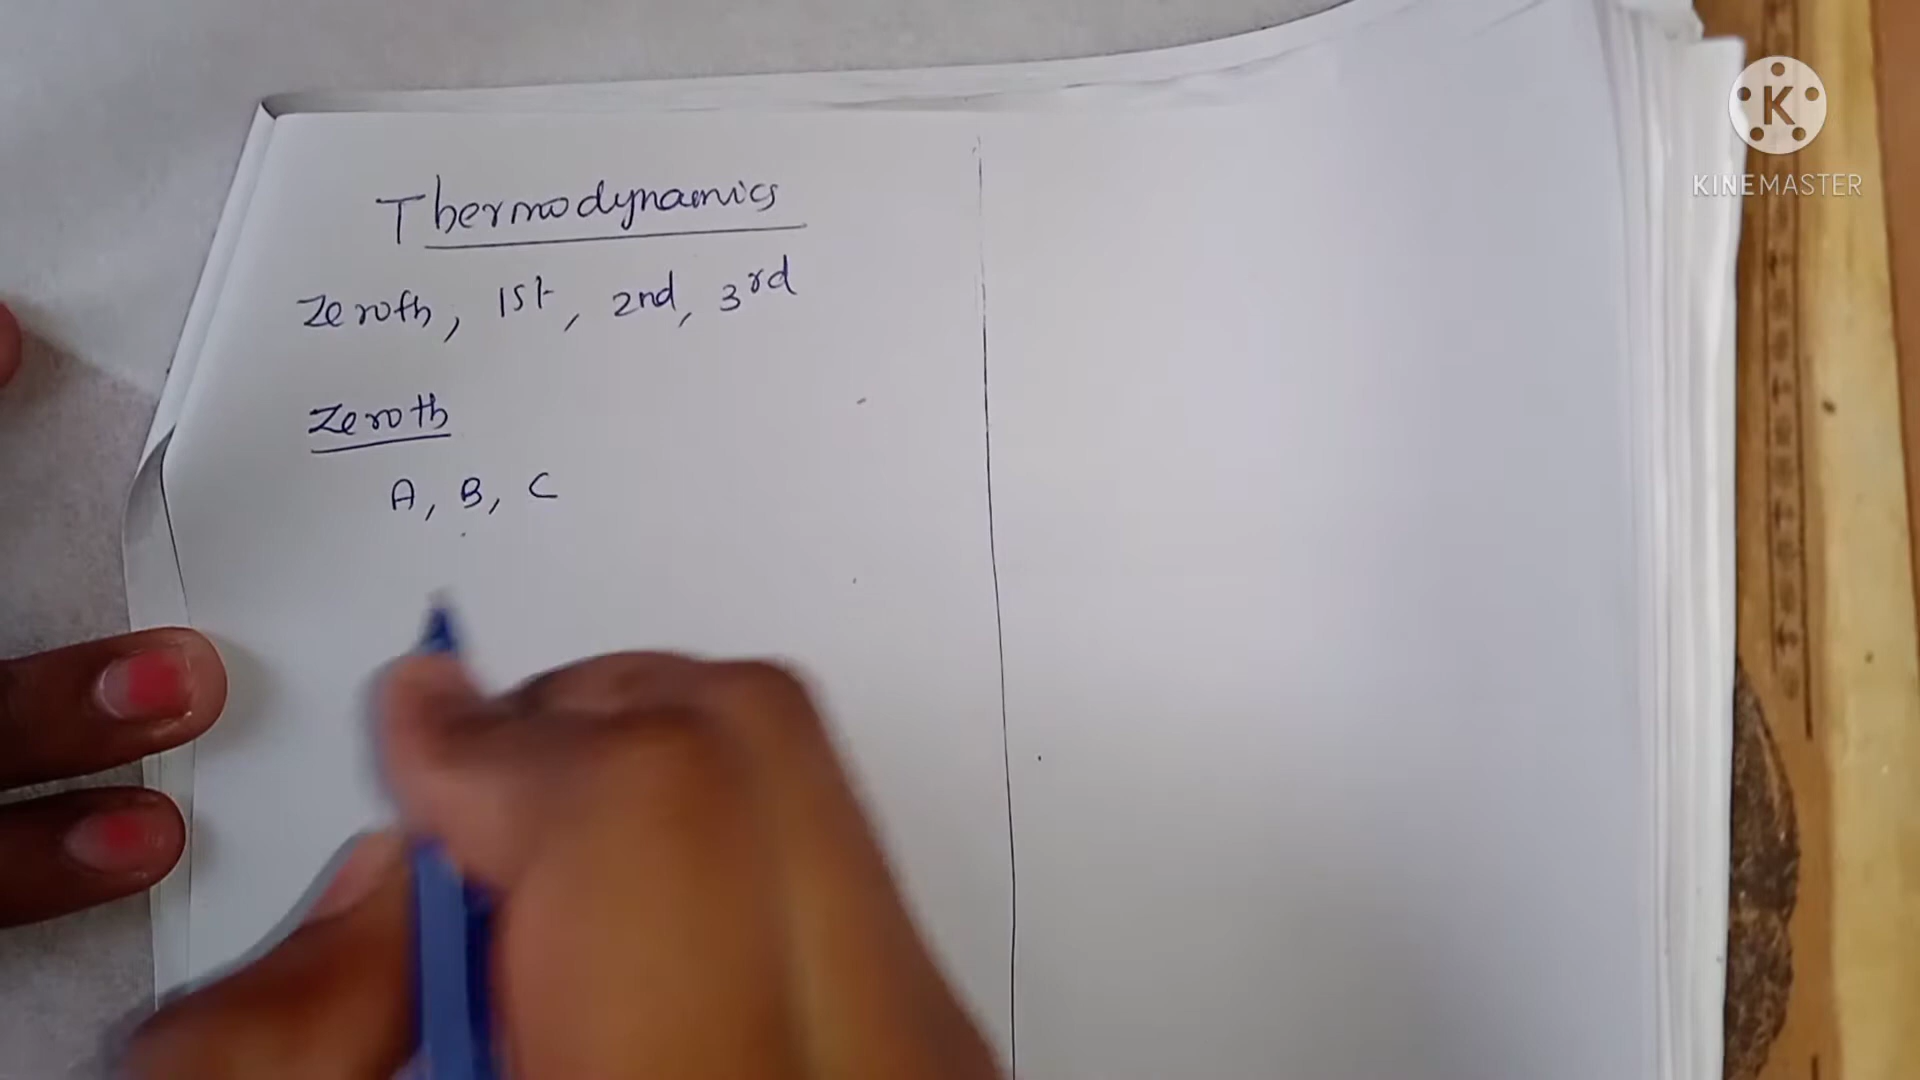 Thermodynamics
Zeroth, 1st, 2nd, 3rd
Zeroth
A, B, C
K
KINEMASTER